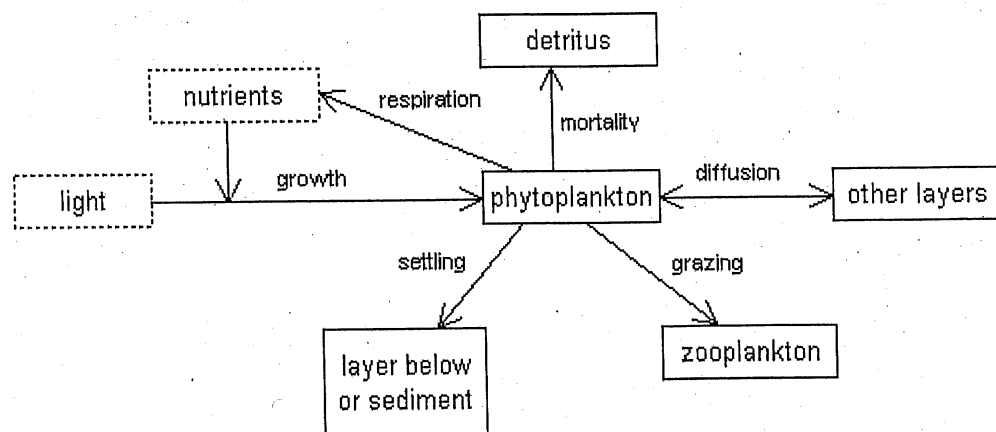 detritus
nutrients
respiration
mortality
light
growth
phytoplankton
diffusion
other layers
settling
grazing
layer below
or sediment
zooplankton